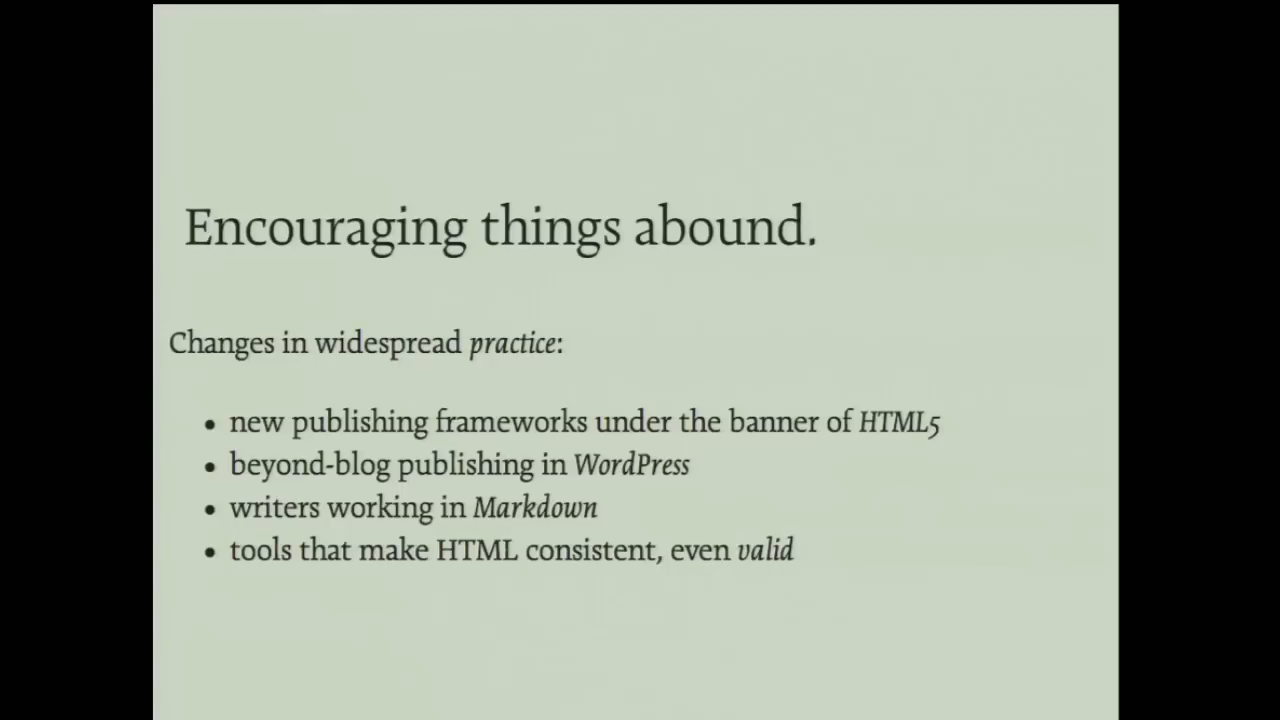 Encouraging things abound.
Changes in widespread practice:
• new publishing frameworks under the banner of HTML5
• beyond-blog publishing in WordPress
• writers working in Markdown
• tools that make HTML consistent, even valid